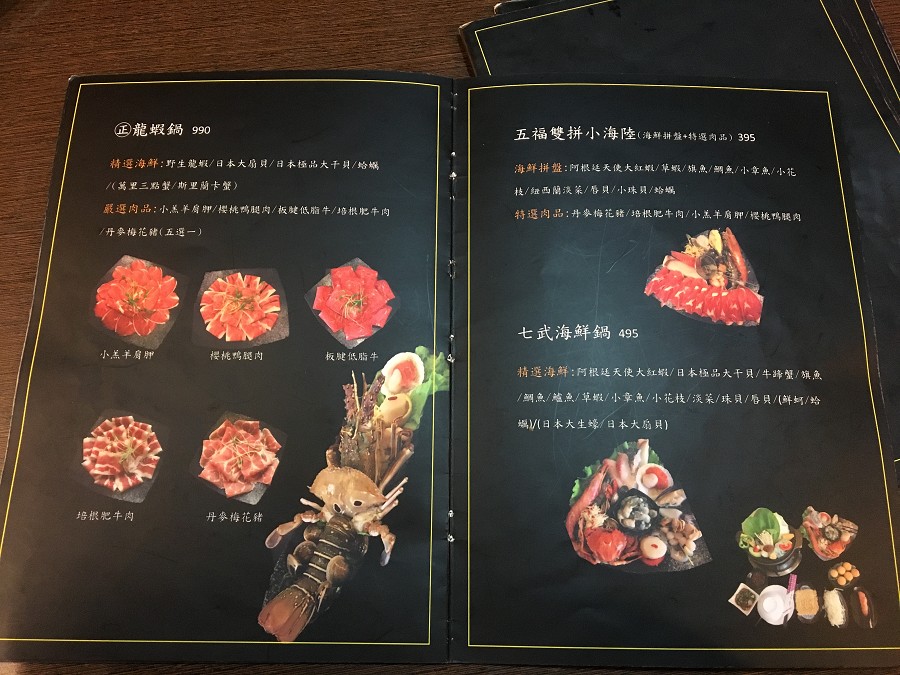 ㊣龍蝦鍋 990
精選海鮮:野生龍蝦/日本大扇貝/日本極品大干貝/蛤蠣
/(萬里三點蟹/斯里蘭卡蟹)
嚴選肉品:小羔羊肩胛/櫻桃鴨腿肉/板腱低脂牛/培根肥牛肉
/丹麥梅花豬(五選一)
小羔羊肩胛
櫻桃鴨腿肉
板腱低脂牛
培根肥牛肉
丹麥梅花豬
五福雙拼小海陸(海鮮拼盤+特選肉品) 395
海鮮拼盤:阿根廷天使大紅蝦/草蝦/旗魚/鯛魚/小章魚/小花
枝/紐西蘭淡菜/唇貝/小珠貝/蛤蠣
特選肉品:丹麥梅花豬/培根肥牛肉/小羔羊肩胛/櫻桃鴨腿肉
七武海鮮鍋 495
精選海鮮:阿根廷天使大紅蝦/日本極品大干貝/牛蹄蟹/旗魚
/鯛魚/鱸魚/草蝦/小章魚/小花枝/淡菜/珠貝/唇貝/(鮮蚵/蛤
蠣)/(日本大生蠔/日本大扇貝)